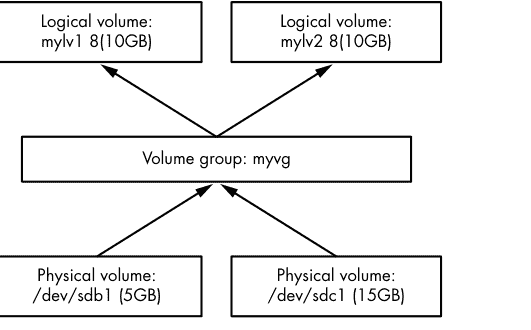 Logical volume:
mylv1 8(10GB)
Logical volume:
mylv2 8(10GB)
Volume group: myvg
Physical volume:
/dev/sdb1 (5GB)
Physical volume:
/dev/sdc1 (15GB)